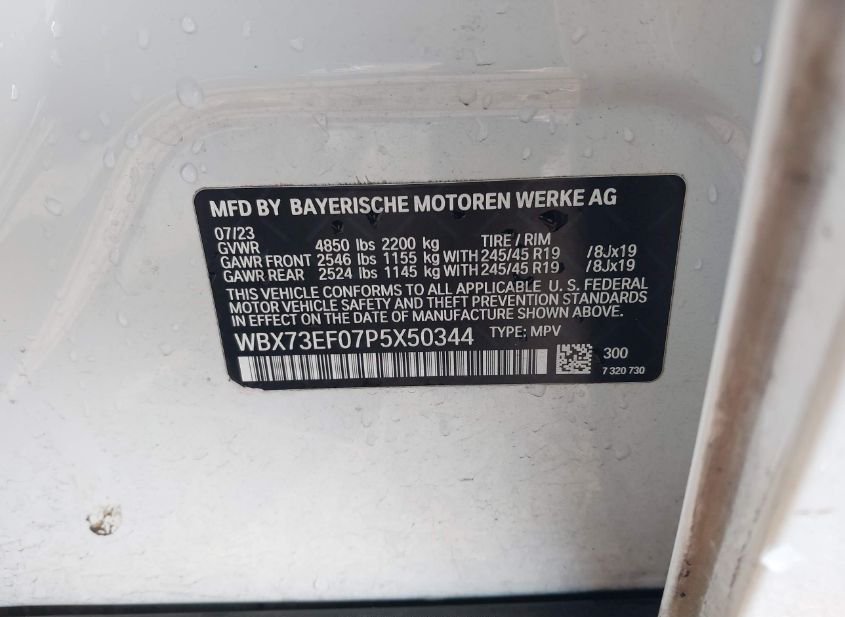 MFD BY BAYERISCHE MOTOREN WERKE AG
07/23
GVWR 4850 lbs 2200 kg TIRE / RIM
GAWR FRONT 2546 lbs 1155 kg WITH 245/45 R19 /8Jx19
GAWR REAR 2524 lbs 1145 kg WITH 245/45 R19 /8Jx19
THIS VEHICLE CONFORMS TO ALL APPLICABLE U. S. FEDERAL
MOTOR VEHICLE SAFETY AND THEFT PREVENTION STANDARDS
IN EFFECT ON THE DATE OF MANUFACTURE SHOWN ABOVE.
WBX73EF07P5X50344 TYPE: MPV
300
7 320 730